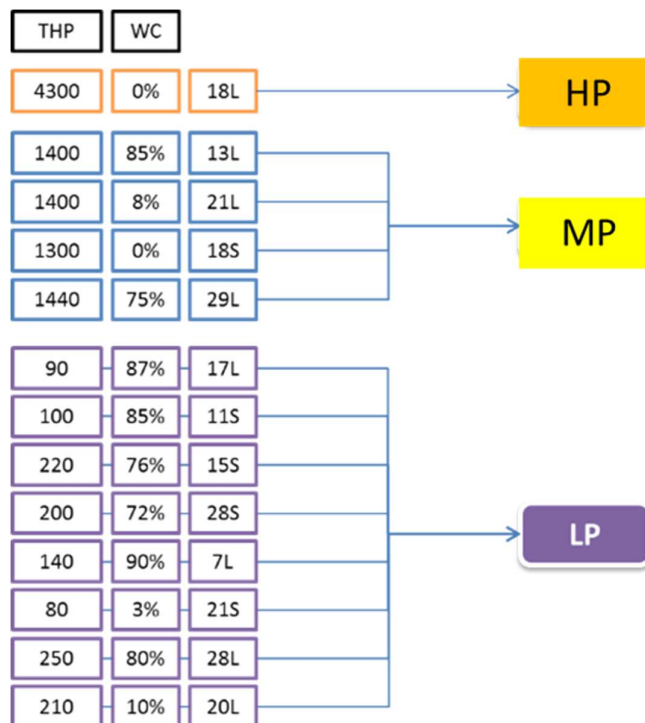 THP WC
4300 0% 18L HP
1400 85% 13L
1400 8% 21L
MP
1300 0% 18S
1440 75% 29L
90 87% 17L
100 85% 11S
220 76% 15S
200 72% 28S
LP
140 90% 7L
80 3% 21S
250 80% 28L
210 10% 20L